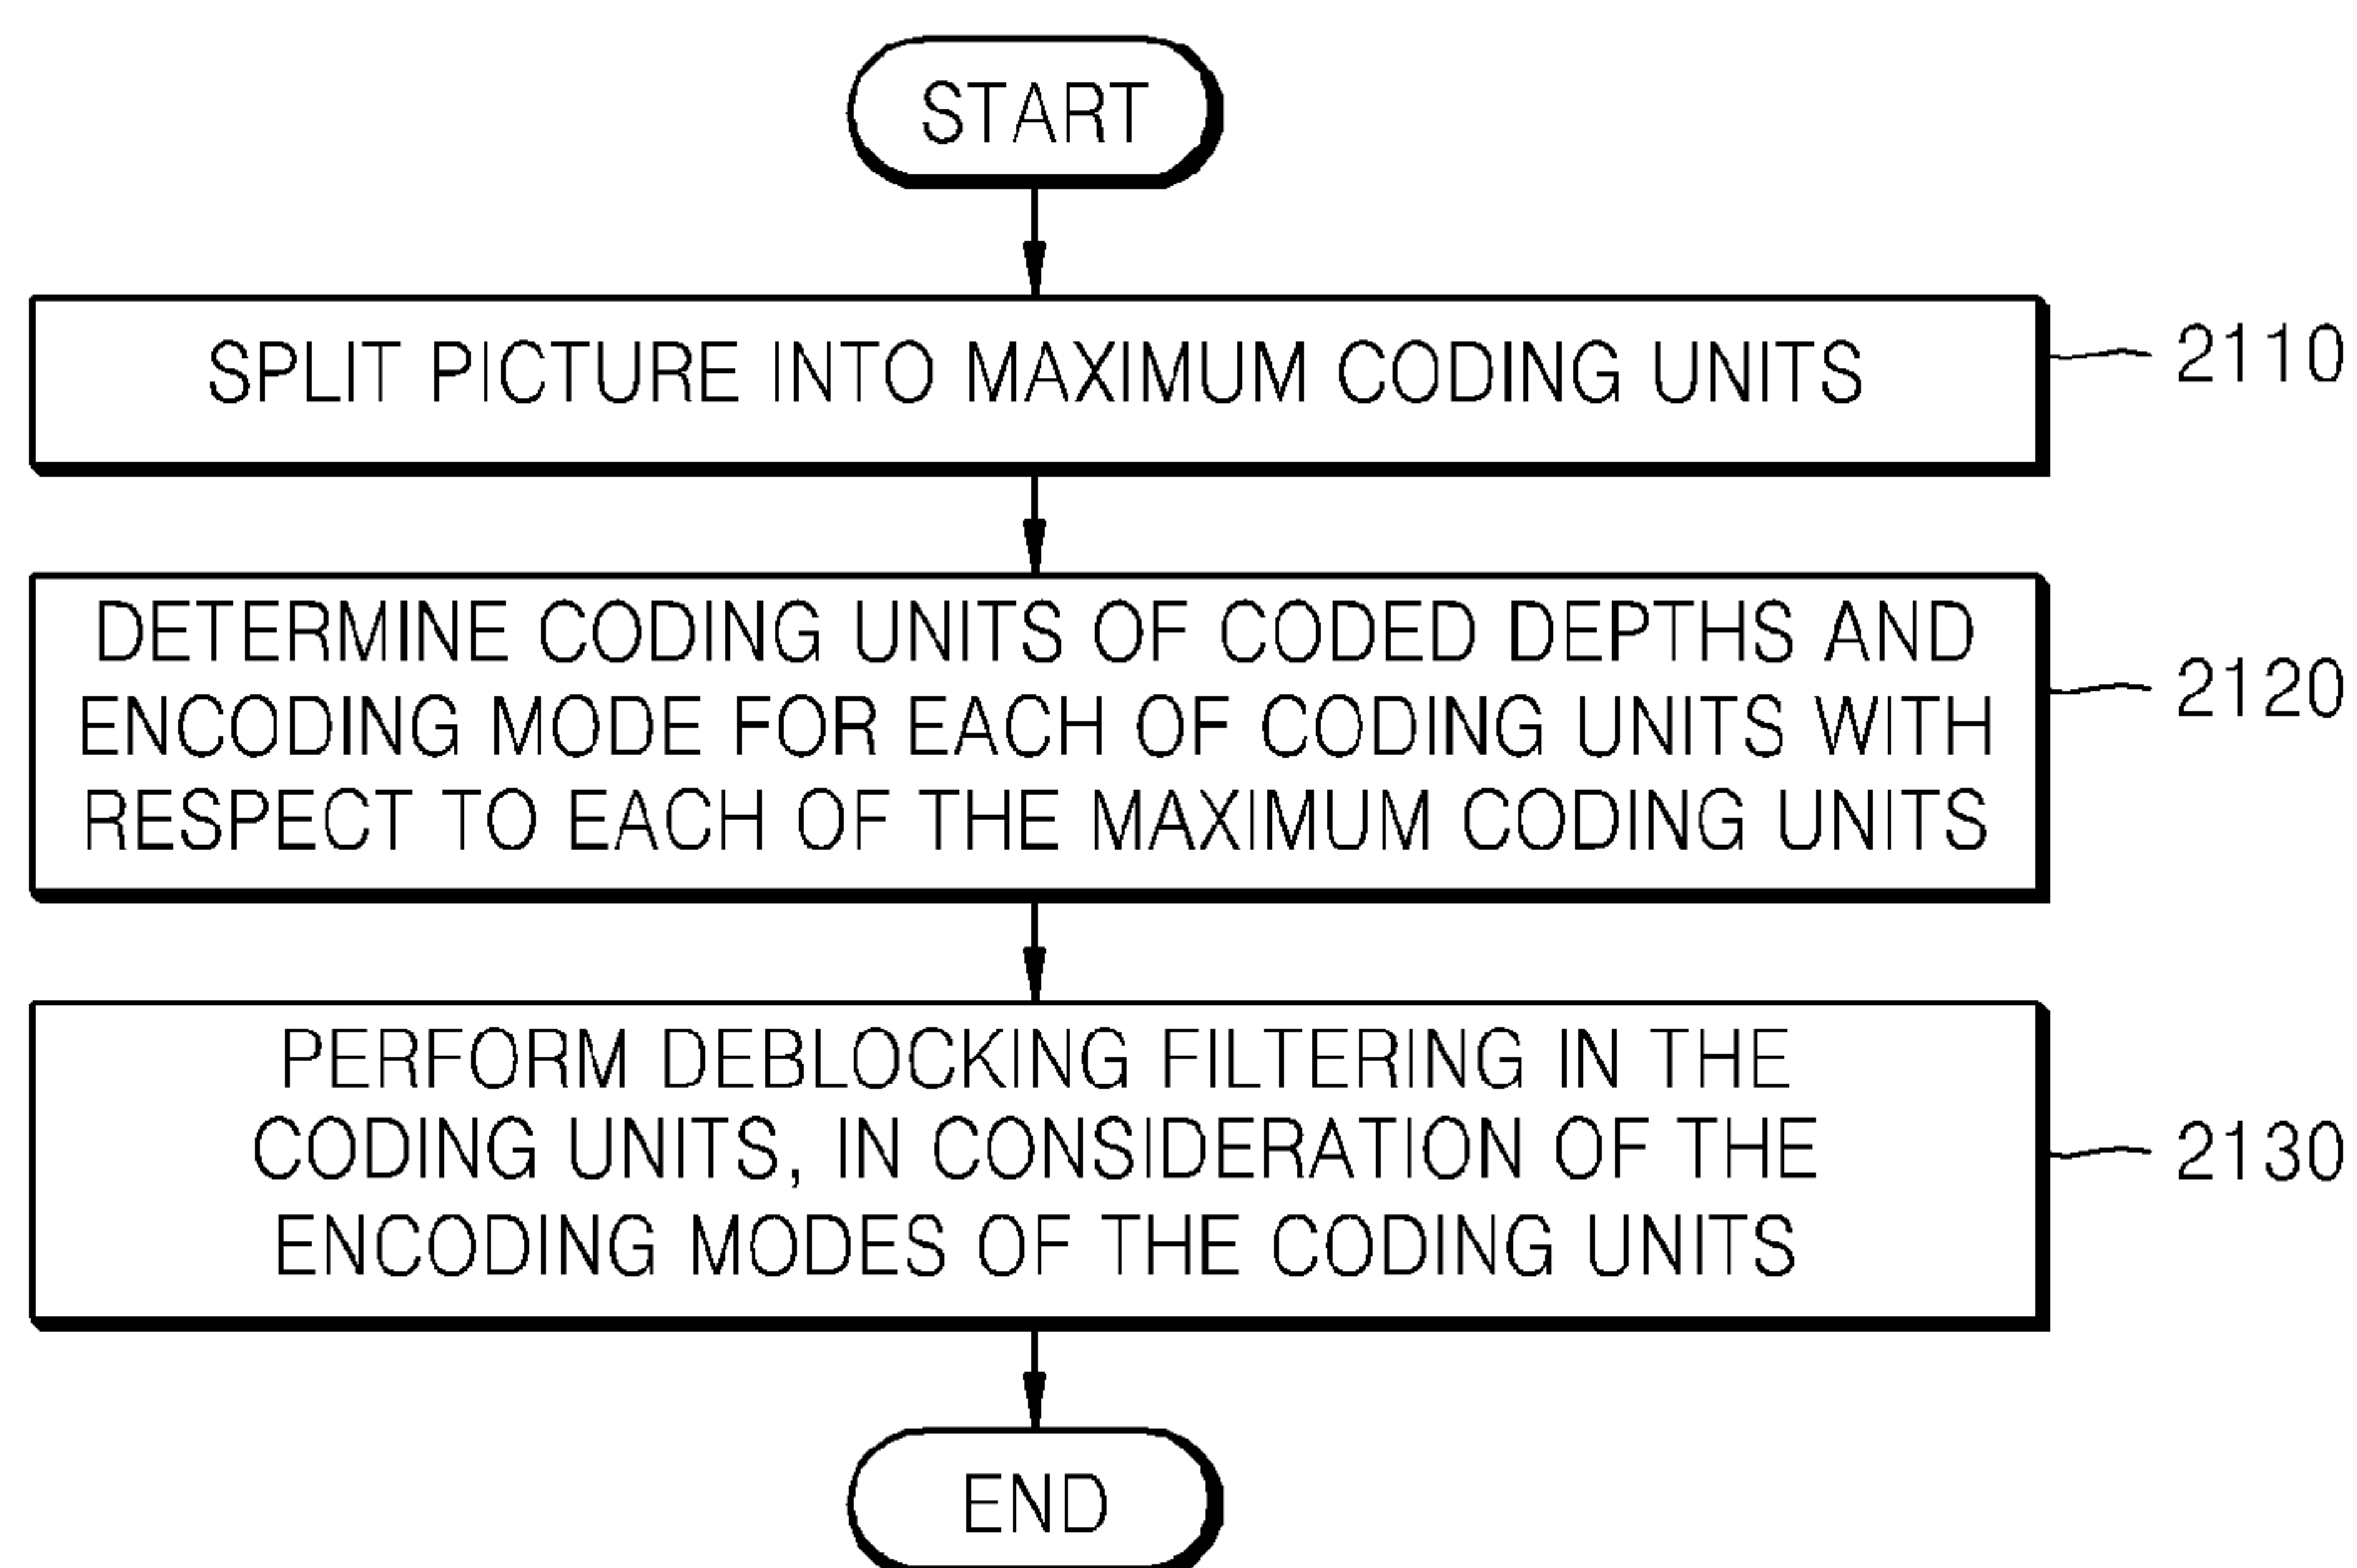 START
SPLIT PICTURE INTO MAXIMUM CODING UNITS
2110
DETERMINE CODING UNITS OF CODED DEPTHS AND
ENCODING MODE FOR EACH OF CODING UNITS WITH
RESPECT TO EACH OF THE MAXIMUM CODING UNITS
2120
PERFORM DEBLOCKING FILTERING IN THE
CODING UNITS, IN CONSIDERATION OF THE
ENCODING MODES OF THE CODING UNITS
2130
END